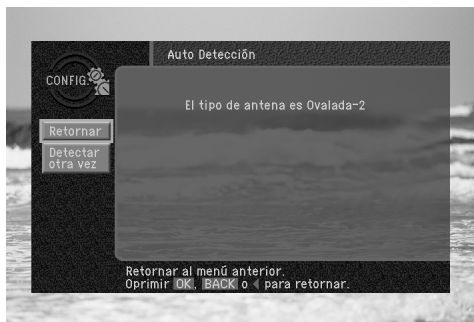 Auto Detección
CONFIG.
El tipo de antena es Ovalada-2
Retornar
Detectar
otra vez
Retornar al menú anterior.
Oprimir OK, BACK o ◀ para retornar.